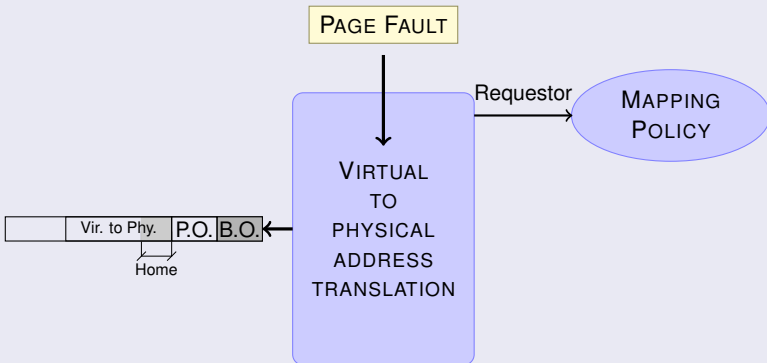 PAGE FAULT
Requestor
MAPPING
POLICY
VIRTUAL
TO
PHYSICAL
ADDRESS
TRANSLATION
Vir. to Phy. P.O. B.O.
Home